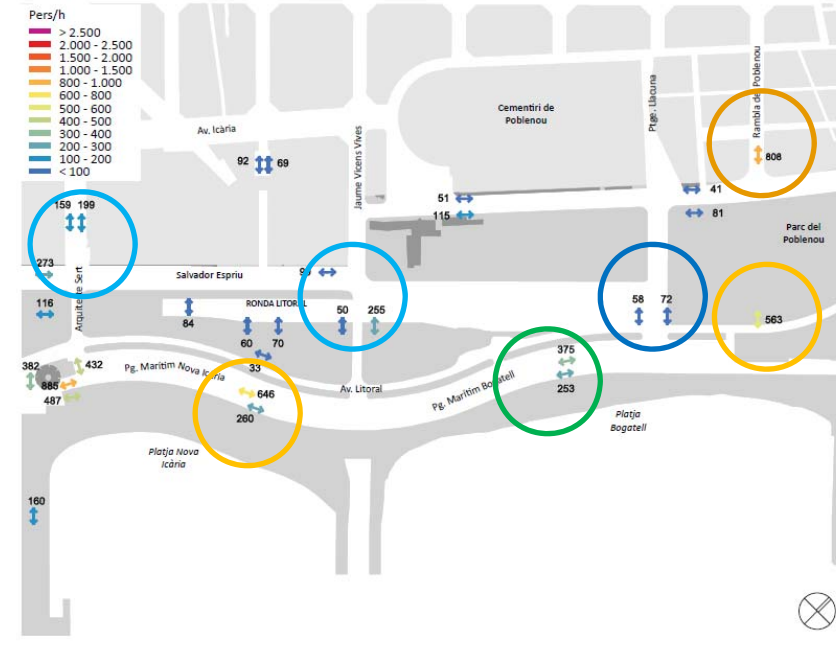 Pers/h
> 2.500
2.000 - 2.500
1.500 - 2.000
1.000 - 1.500
800 - 1.000
600 - 800
500 - 600
400 - 500
300 - 400
200 - 300
100 - 200
< 100
Av. Icària
92
69
Jaume Vicens Vives
Cementiri de
Poblenou
Ptge. Llacuna
Rambla del Poblenou
808
51
115
41
81
Parc del
Poblenou
159
199
273
Salvador Espriu
116
Arquitecte Sert
84
RONDA LITORAL
60
70
33
50
255
58
72
563
382
432
885
487
Pg. Marítim Nova Icària
646
260
Av. Litoral
Pg. Marítim Bogatell
375
253
Platja
Bogatell
Platja Nova
Icària
160